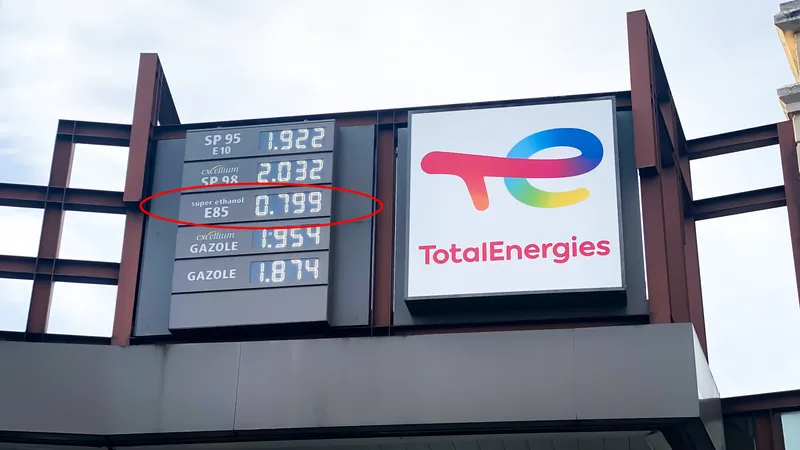 SP 95 1.922
E10
excellium
SP 98 2.032
super ethanol
E85 0.799
excellium
GAZOLE 1.954
GAZOLE 1.874
TotalEnergies